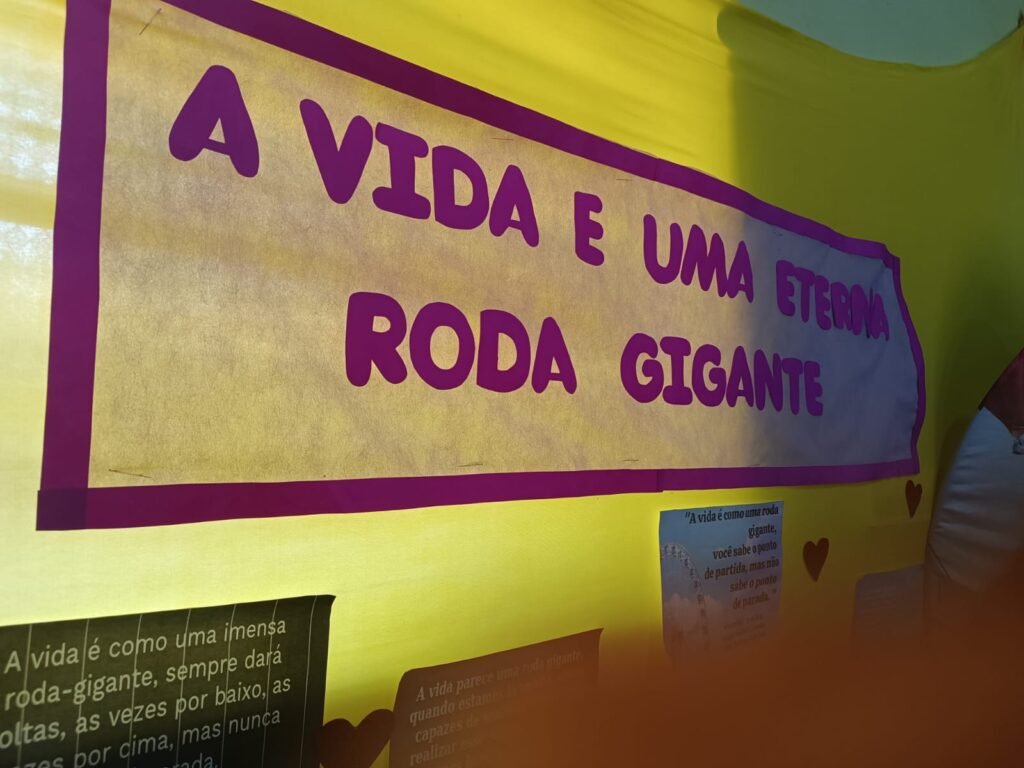 A VIDA E UMA ETERNA
RODA GIGANTE
"A vida é como uma roda
gigante,
você sabe o ponto
de partida, mas não
sabe o ponto
de parada. "
A vida é como uma imensa
roda-gigante, sempre dará
oltas, as vezes por baixo, as
zes por cima, mas nunca
A vida parece uma roda gigante,
quando estamos
capazes de
realizar